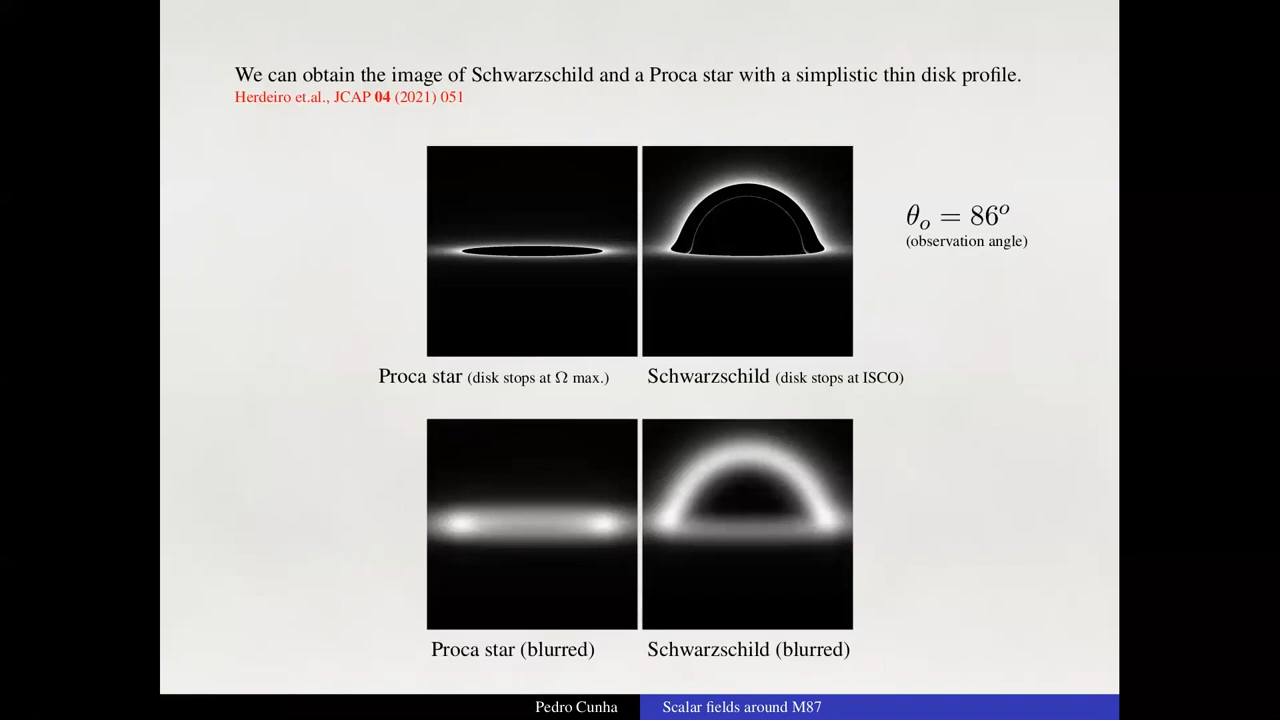 We can obtain the image of Schwarzschild and a Proca star with a simplistic thin disk profile.
Herdeiro et.al., JCAP 04 (2021) 051
θₒ = 86ᵒ
(observation angle)
Proca star (disk stops at Ω max.)
Schwarzschild (disk stops at ISCO)
Proca star (blurred)
Schwarzschild (blurred)
Pedro Cunha
Scalar fields around M87